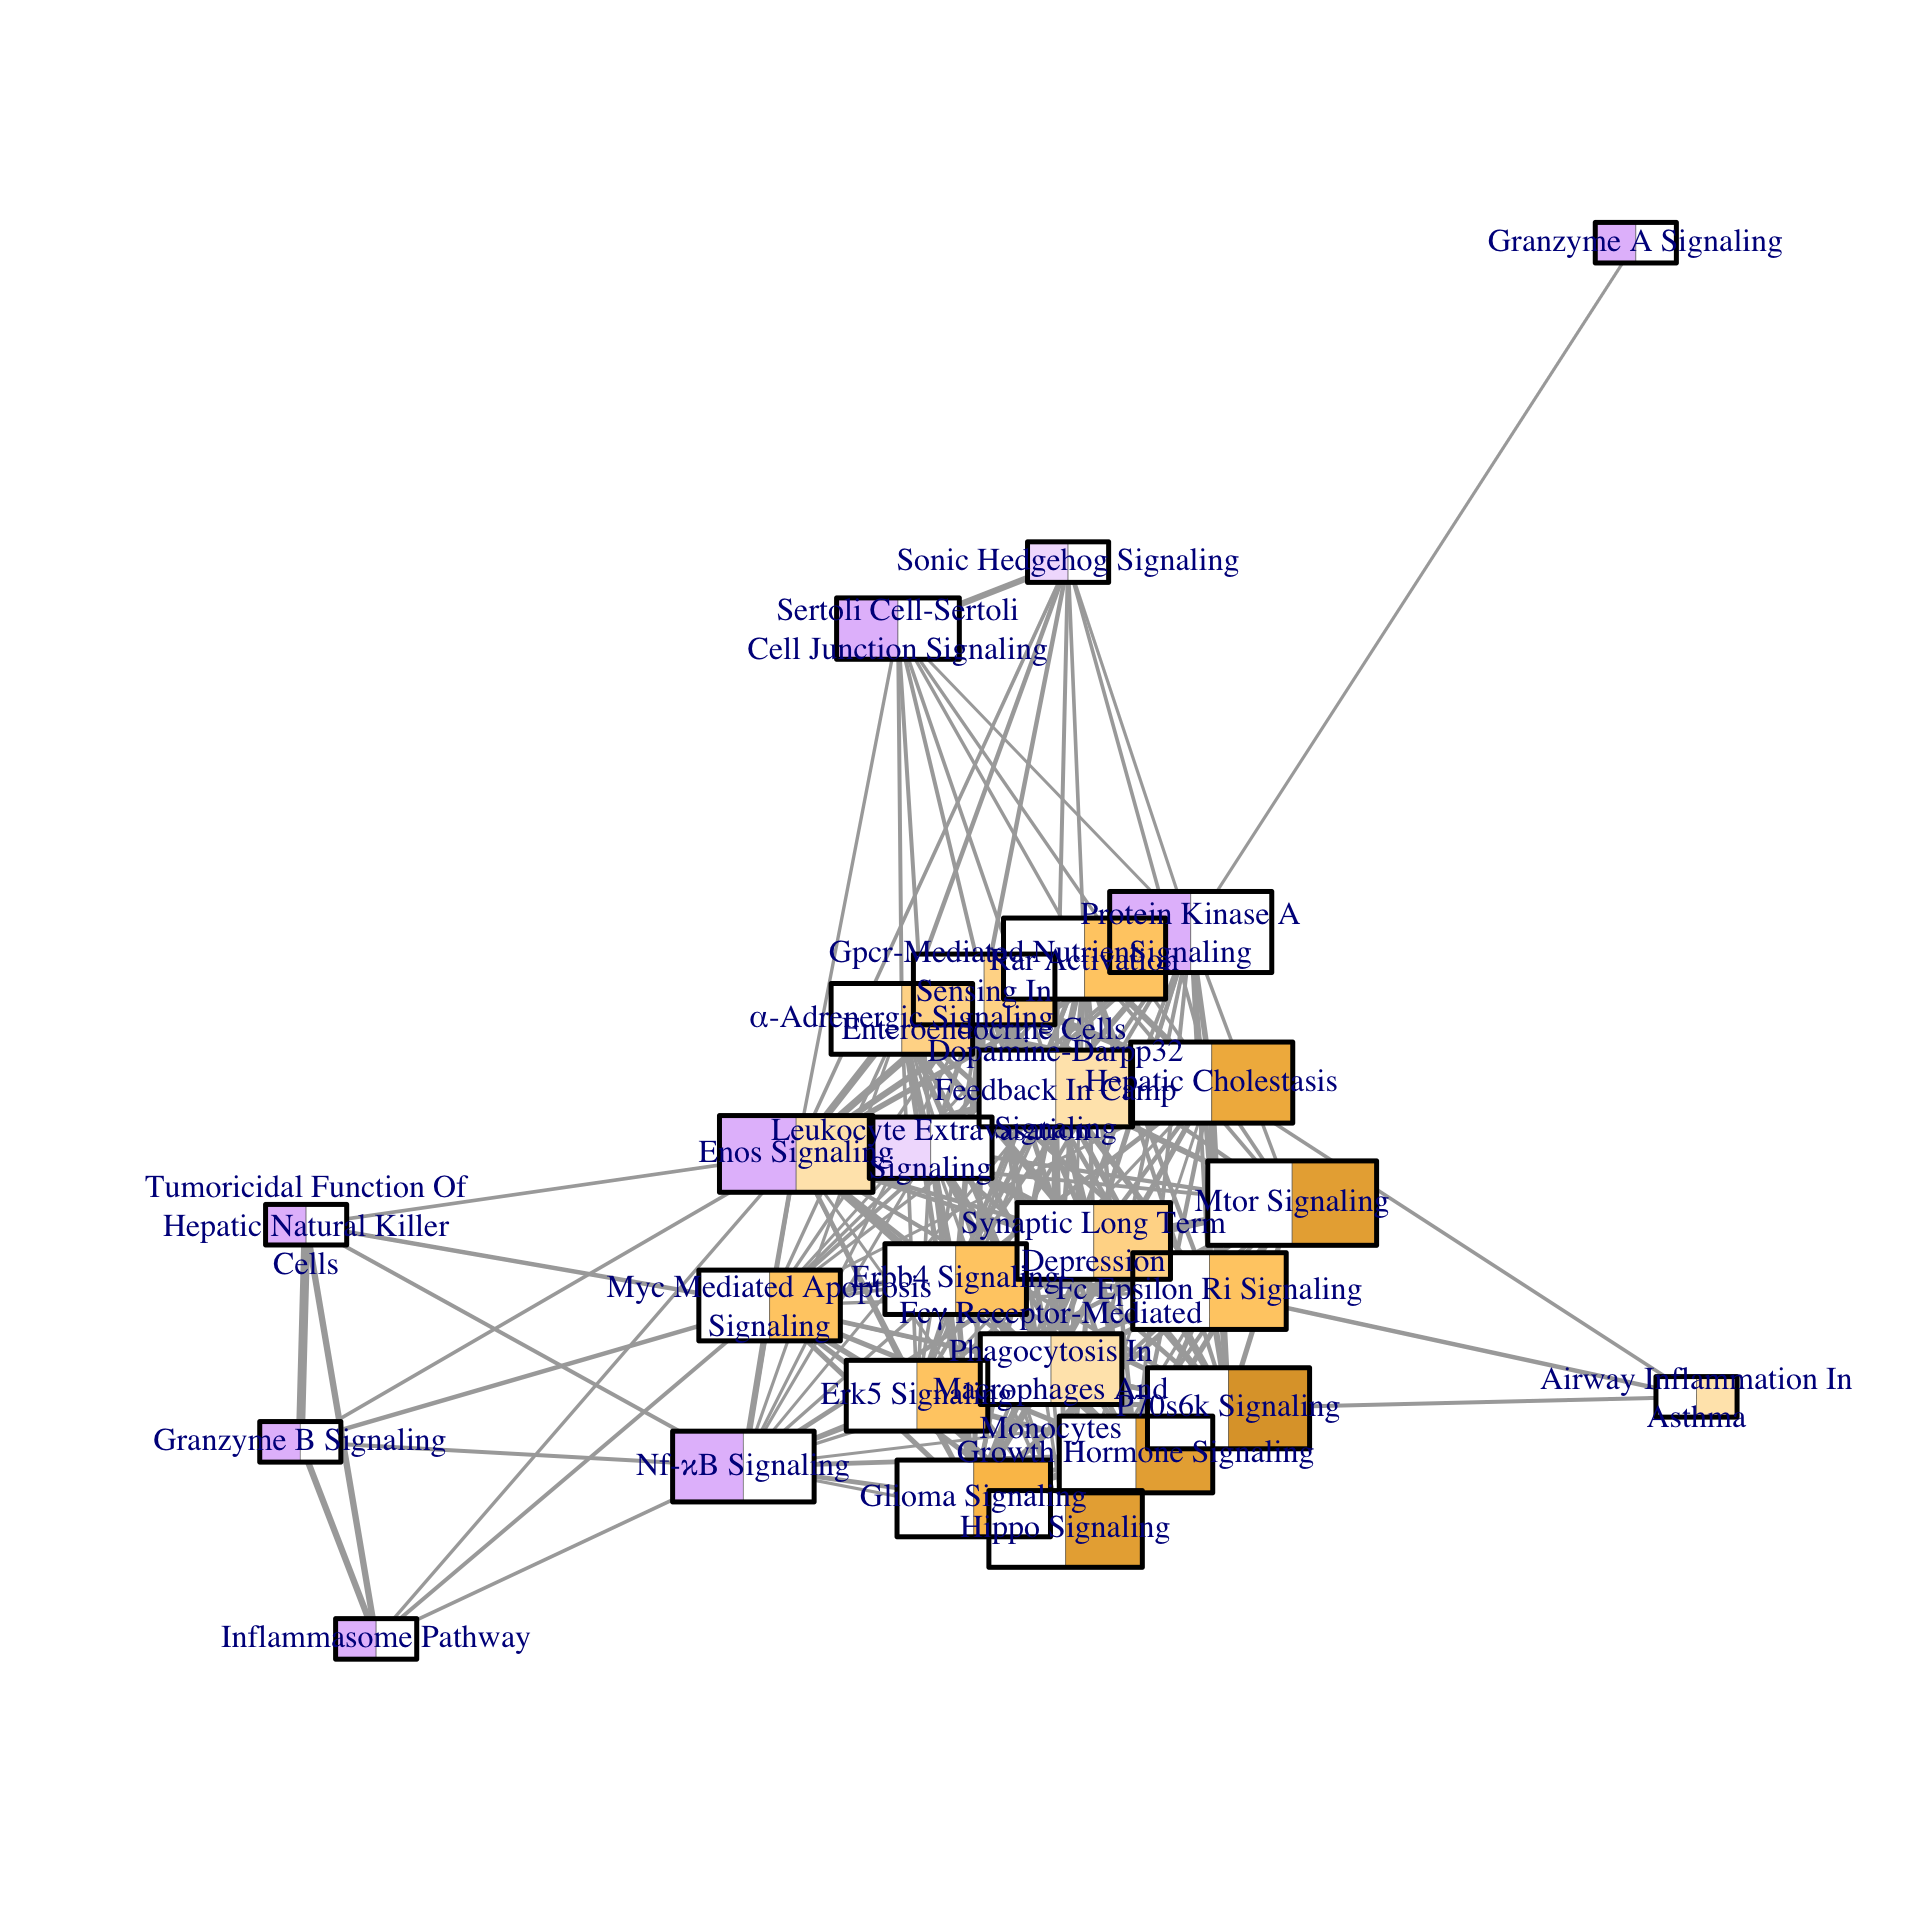 Granzyme A Signaling
Sonic Hedgehog Signaling
Sertoli Cell-Sertoli
Cell Junction Signaling
Protein Kinase A
Signaling
Rar Activation
Gpcr-Mediated Nutrient
Sensing In
Enteroendocrine Cells
α-Adrenergic Signaling
Dopamine-Darpp32
Feedback In Camp
Signaling
Hepatic Cholestasis
Leukocyte Extravasation
Signaling
Enos Signaling
Mtor Signaling
Tumoricidal Function Of
Hepatic Natural Killer
Cells
Synaptic Long Term
Depression
Erbb4 Signaling
Fc Epsilon Ri Signaling
Myc Mediated Apoptosis
Signaling
Fcγ Receptor-Mediated
Phagocytosis In
Macrophages And
Monocytes
Erk5 Signaling
P70s6k Signaling
Airway Inflammation In
Asthma
Granzyme B Signaling
Nf-ϰB Signaling
Growth Hormone Signaling
Glioma Signaling
Hippo Signaling
Inflammasome Pathway